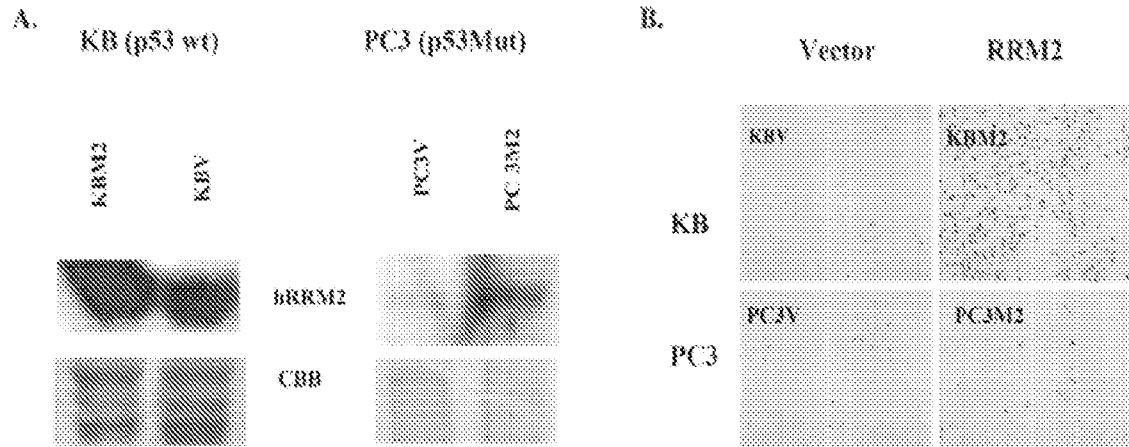 A.
KB (p53 wt)
PC3 (p53Mut)
KBM2
KBV
PC3V
PC 3M2
hRRM2
CBB
B.
Vector
RRM2
KB
KBV
KBM2
PC3
PC3V
PC3M2